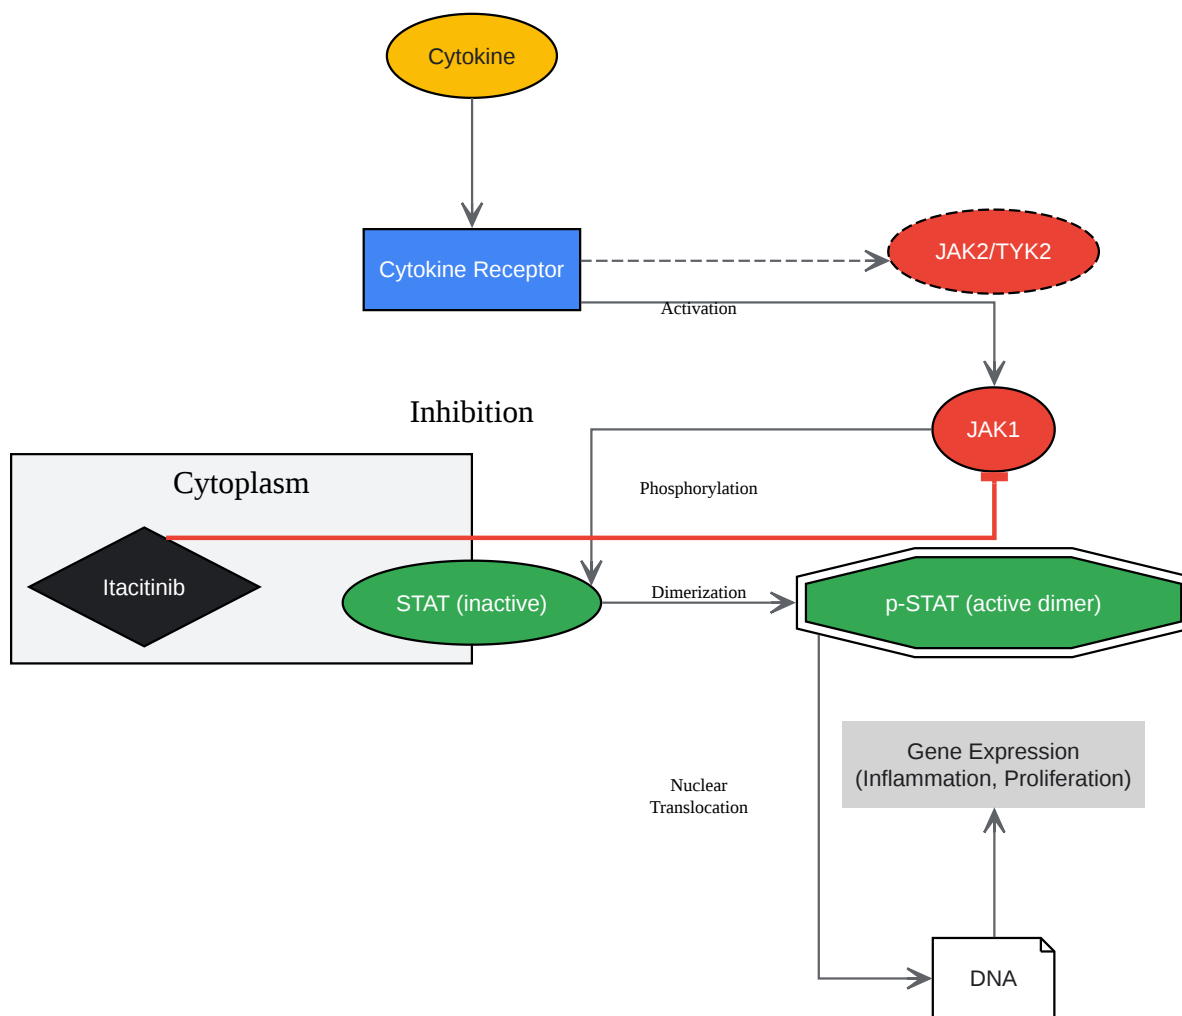 Cytokine
Cytokine Receptor
JAK2/TYK2
Activation
Inhibition
JAK1
Cytoplasm
Phosphorylation
Itacitinib
STAT (inactive)
Dimerization
p-STAT (active dimer)
Gene Expression
(Inflammation, Proliferation)
Nuclear
Translocation
DNA